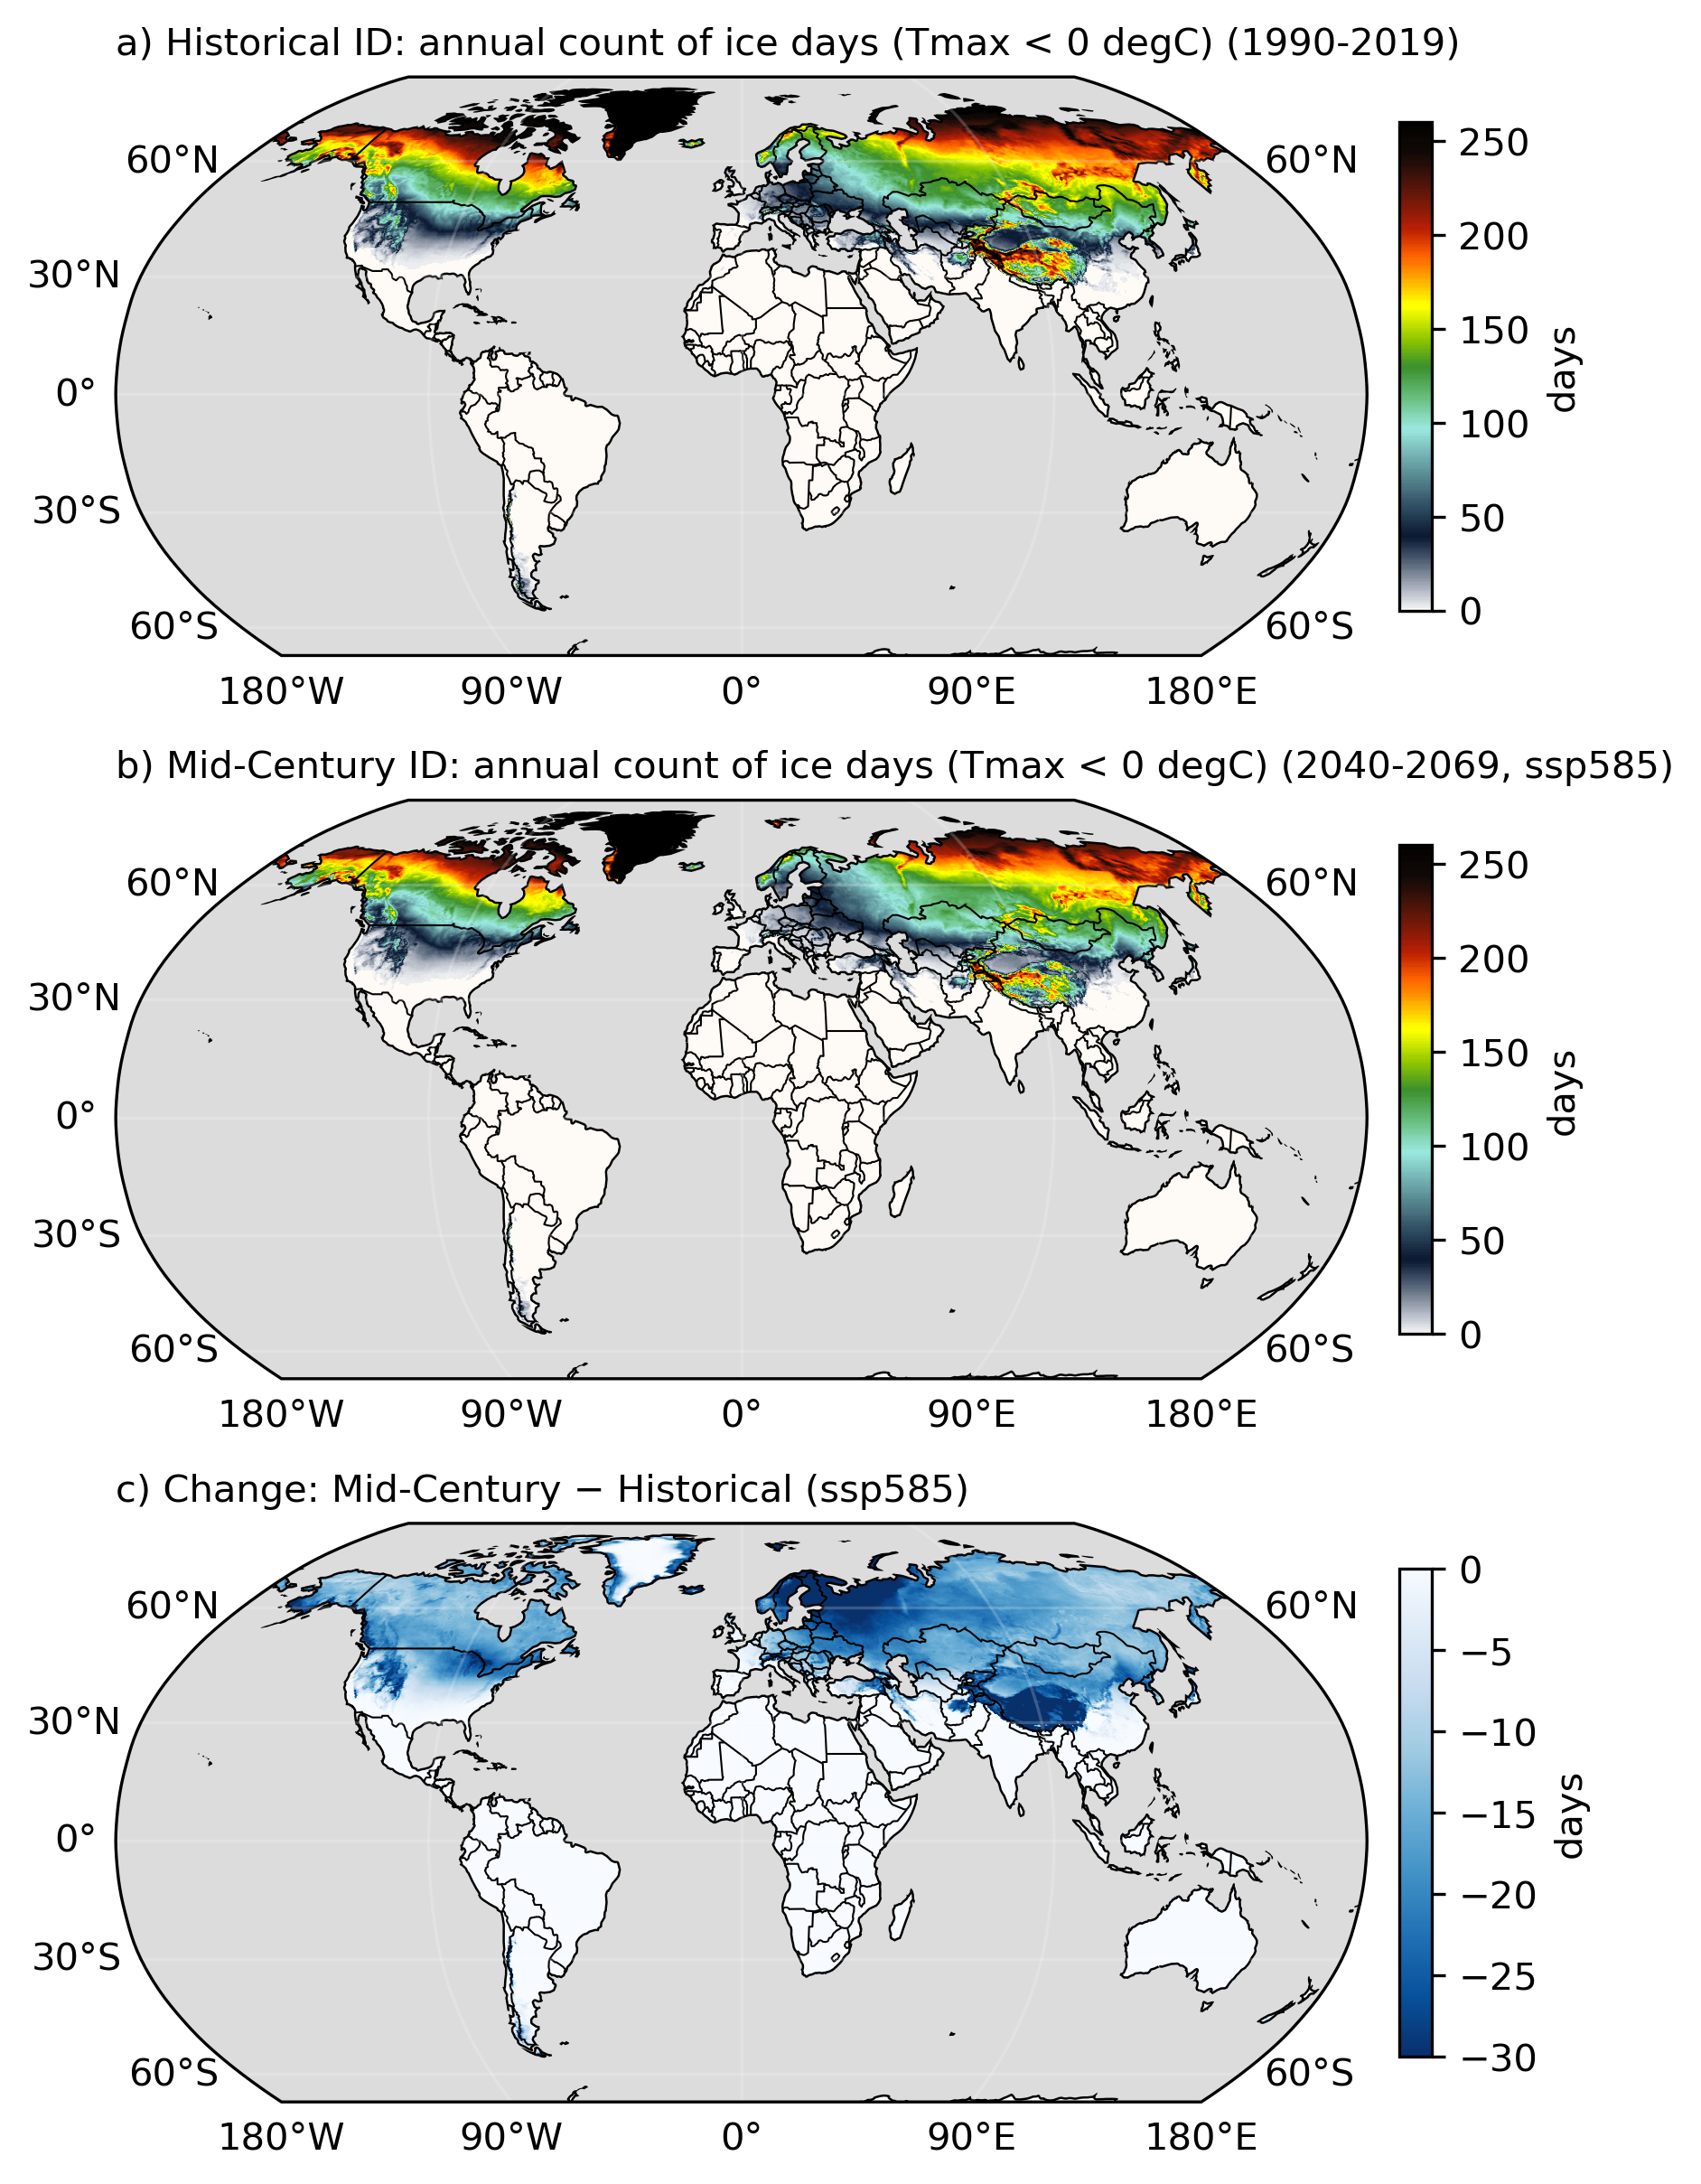 a) Historical ID: annual count of ice days (Tmax < 0 degC) (1990-2019)
60°N 60°N
30°N
0°
30°S
60°S 60°S
180°W 90°W 0° 90°E 180°E
250
200
150
100
50
0
days
b) Mid-Century ID: annual count of ice days (Tmax < 0 degC) (2040-2069, ssp585)
60°N 60°N
30°N
0°
30°S
60°S 60°S
180°W 90°W 0° 90°E 180°E
250
200
150
100
50
0
days
c) Change: Mid-Century − Historical (ssp585)
60°N 60°N
30°N
0°
30°S
60°S 60°S
180°W 90°W 0° 90°E 180°E
0
−5
−10
−15
−20
−25
−30
days